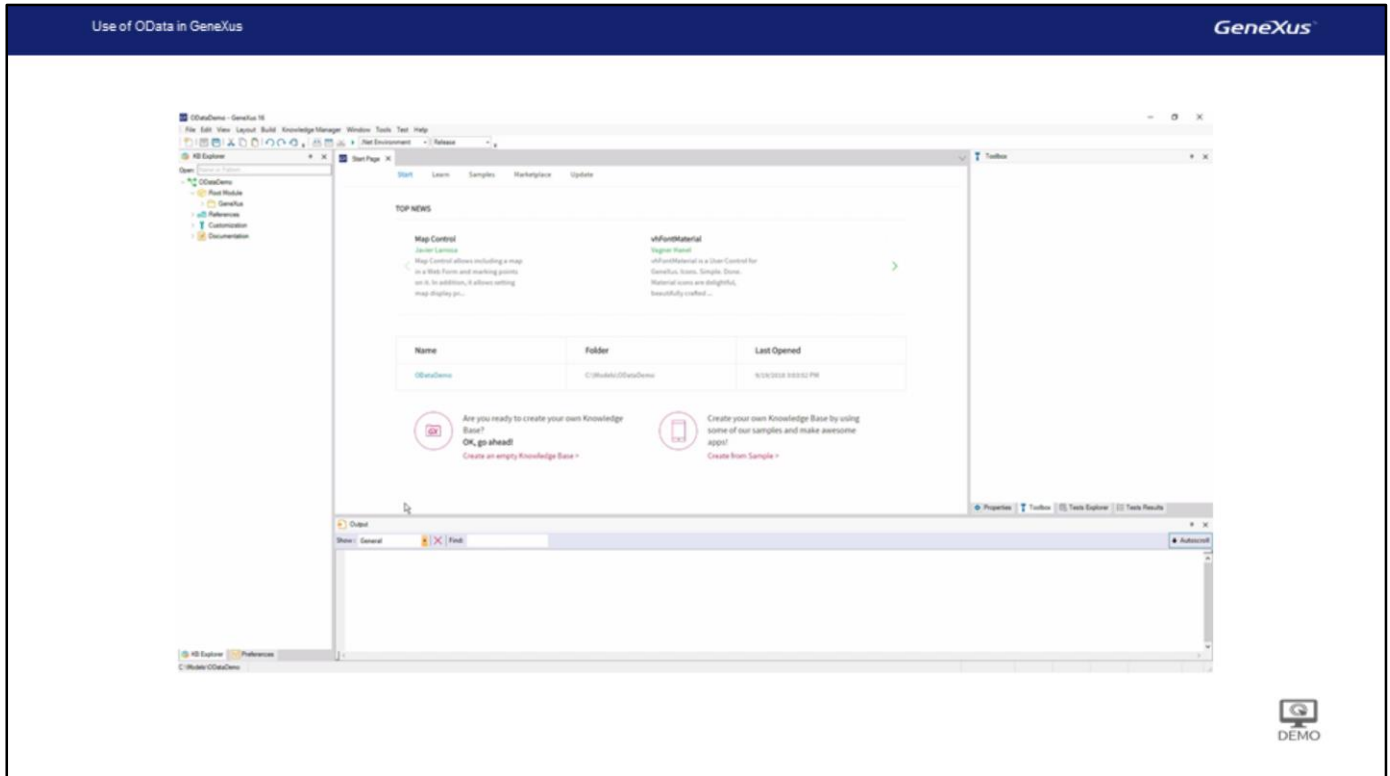 Use of OData in GeneXus
GeneXus
ODataDemo - GeneXus 16
File Edit View Layout Build Knowledge Manager Window Tools Test Help
.Net Environment
Release
KB Explorer
Start Page
Toolbox
Open:
ODataDemo
Root Module
GeneXus
References
Customization
Documentation
Start Learn Samples Marketplace Update
TOP NEWS
Map Control
Javier Larrosa
Map Control allows including a map
in a Web Form and marking points
on it. In addition, it allows setting
map display pr...
vhFontMaterial
Vagner
vhFontMaterial is a User Control for
GeneXus. Icons. Simple. Done.
Material icons are delightful,
beautifully crafted ...
Name Folder Last Opened
ODataDemo C:\Models\ODataDemo
GX
Are you ready to create your own Knowledge
Base?
OK, go ahead!
Create an empty Knowledge Base >
Create your own Knowledge Base by using
some of our samples and make awesome
apps!
Create from Sample >
Properties Toolbox Tests Explorer Tests Results
Output
Show: General
Find:
Autoscroll
KB Explorer Preferences
C:\Models\ODataDemo
DEMO